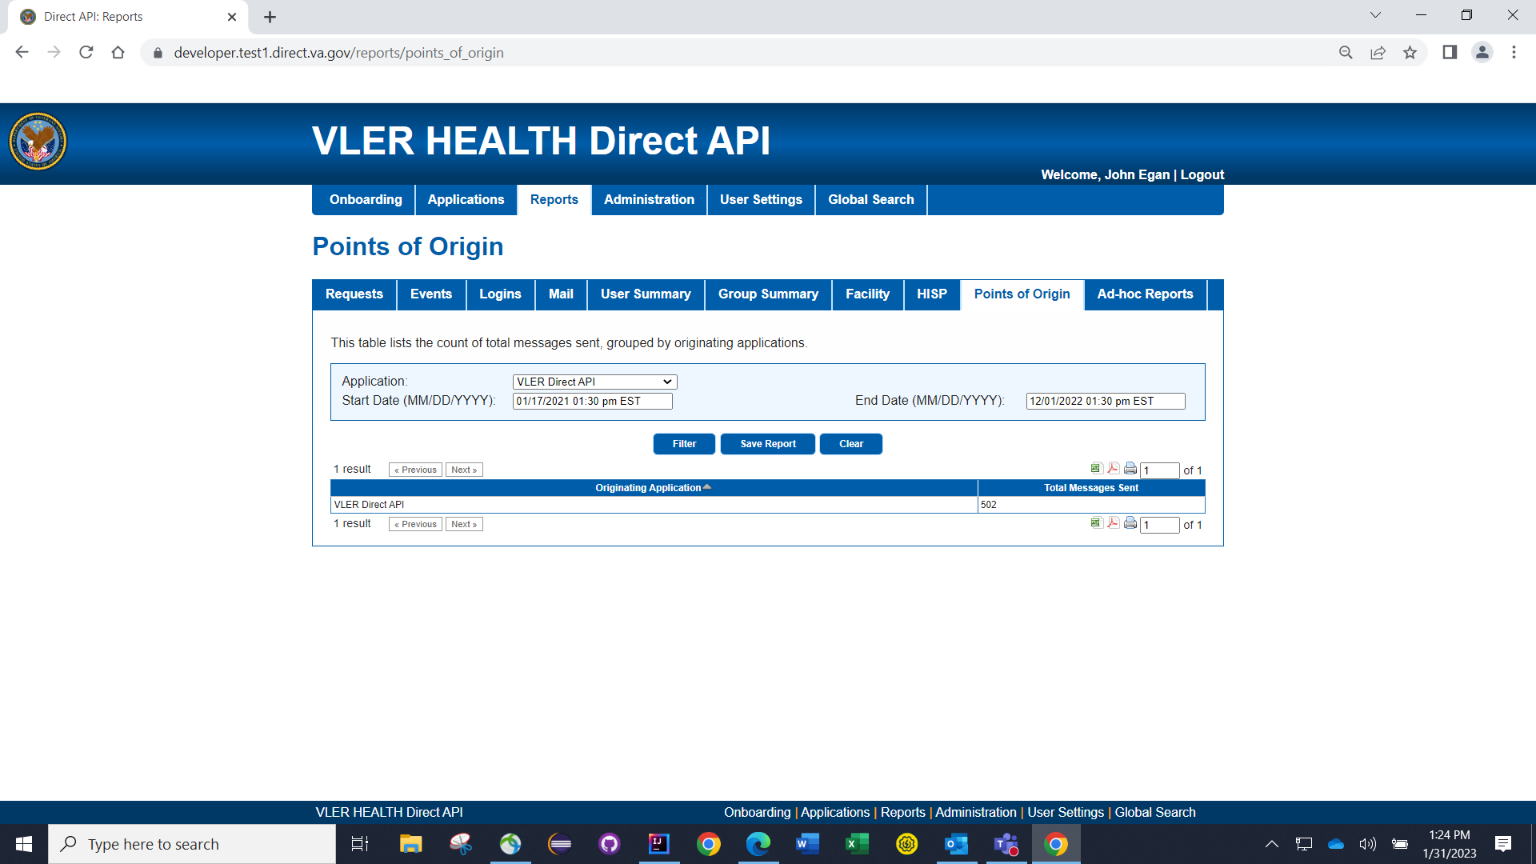 Direct API: Reports
developer.test1.direct.va.gov/reports/points_of_origin
VLER HEALTH Direct API
Welcome, John Egan | Logout
Onboarding Applications Reports Administration User Settings Global Search
Points of Origin
Requests Events Logins Mail User Summary Group Summary Facility HISP Points of Origin Ad-hoc Reports
This table lists the count of total messages sent, grouped by originating applications.
Application: VLER Direct API
Start Date (MM/DD/YYYY): 01/17/2021 01:30 pm EST End Date (MM/DD/YYYY): 12/01/2022 01:30 pm EST
Filter Save Report Clear
1 result « Previous Next » 1 of 1
Originating Application Total Messages Sent
VLER Direct API 502
1 result « Previous Next » 1 of 1
VLER HEALTH Direct API Onboarding | Applications | Reports | Administration | User Settings | Global Search
Type here to search
1:24 PM
1/31/2023